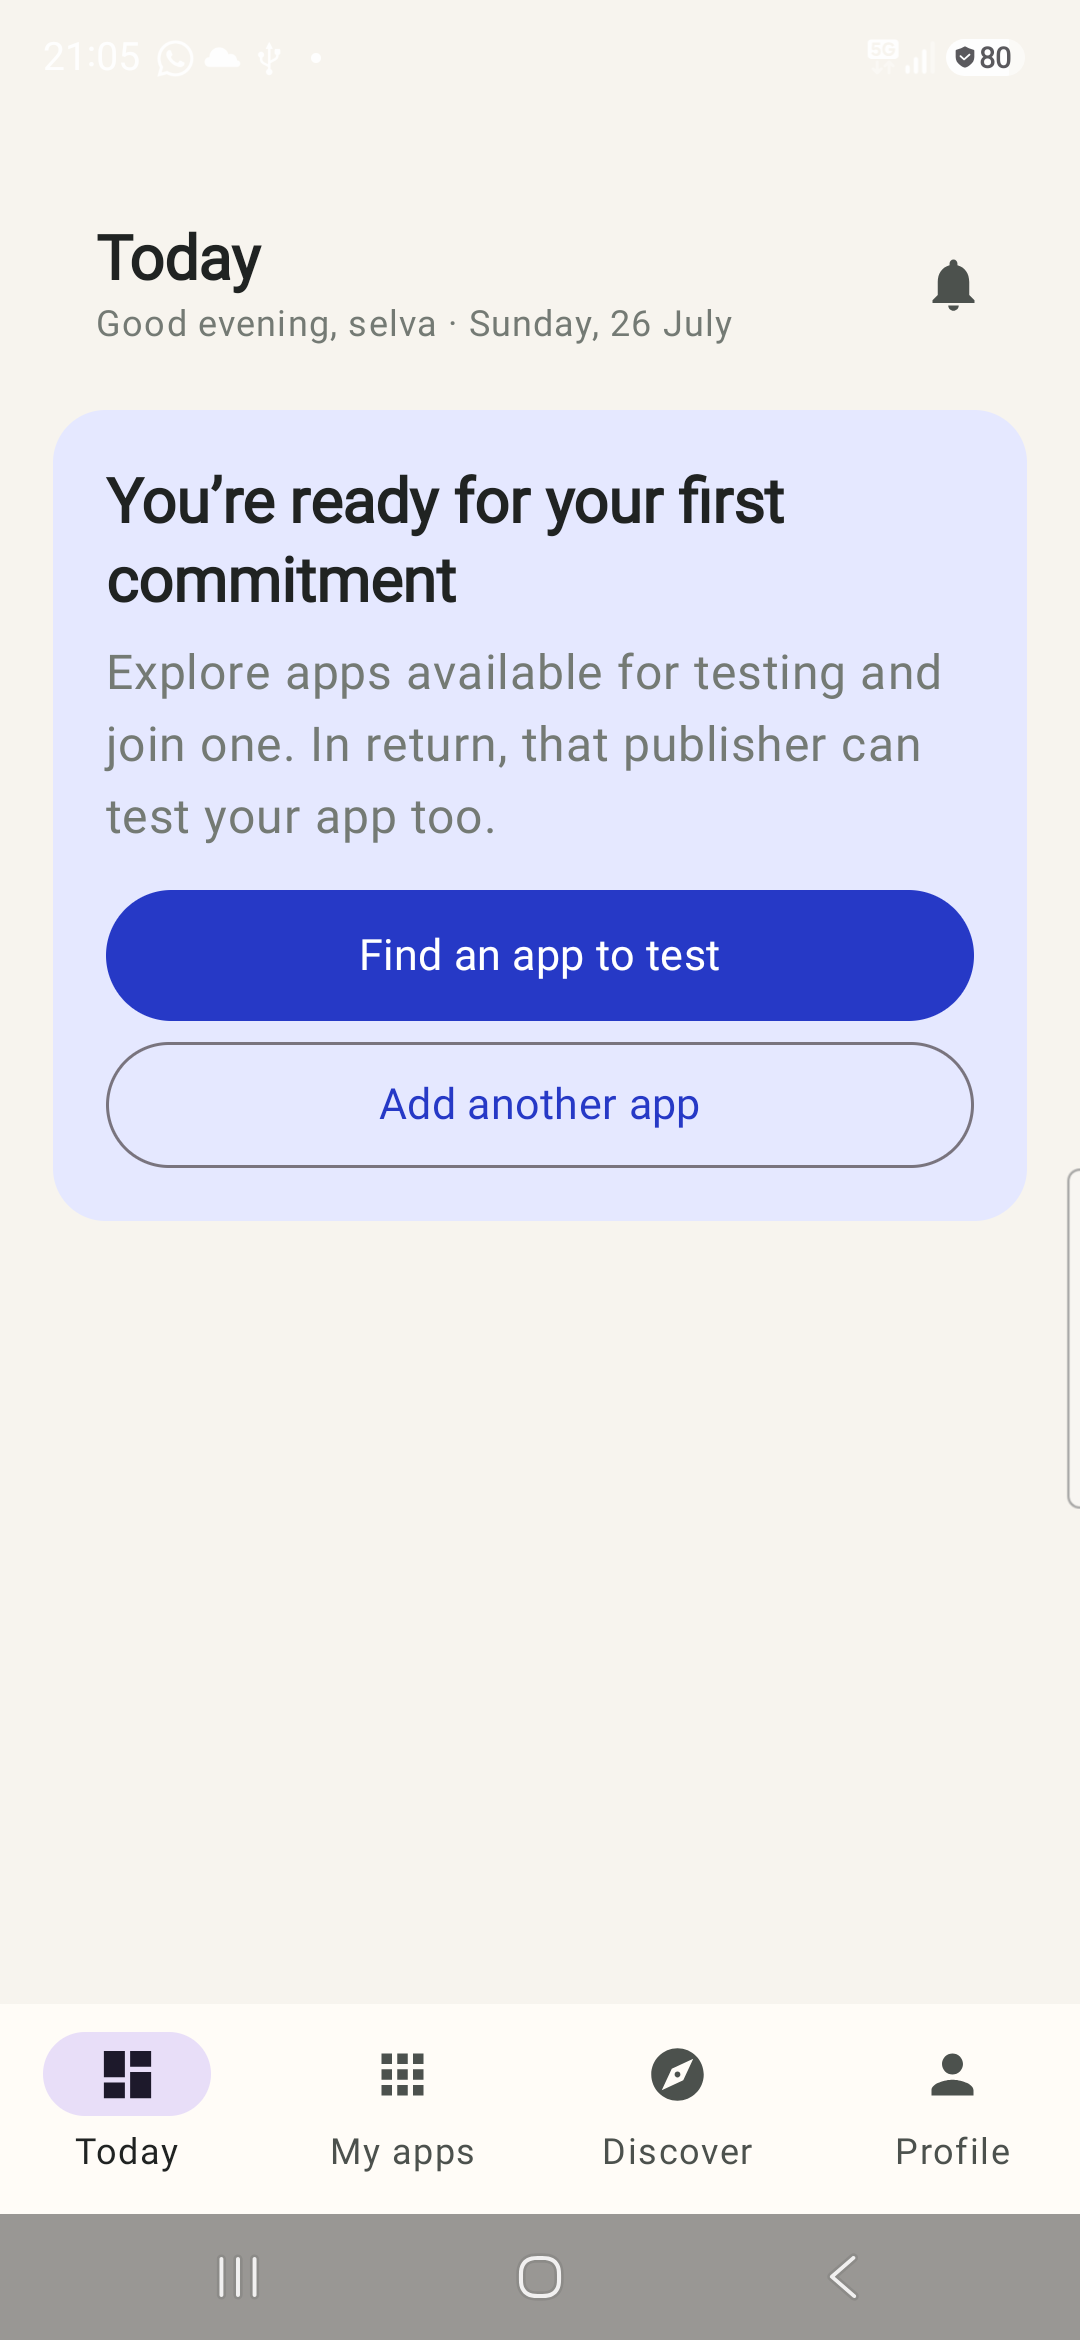 21:05
5G
80
Today
Good evening, selva · Sunday, 26 July
You’re ready for your first
commitment
Explore apps available for testing and
join one. In return, that publisher can
test your app too.
Find an app to test
Add another app
Today
My apps
Discover
Profile